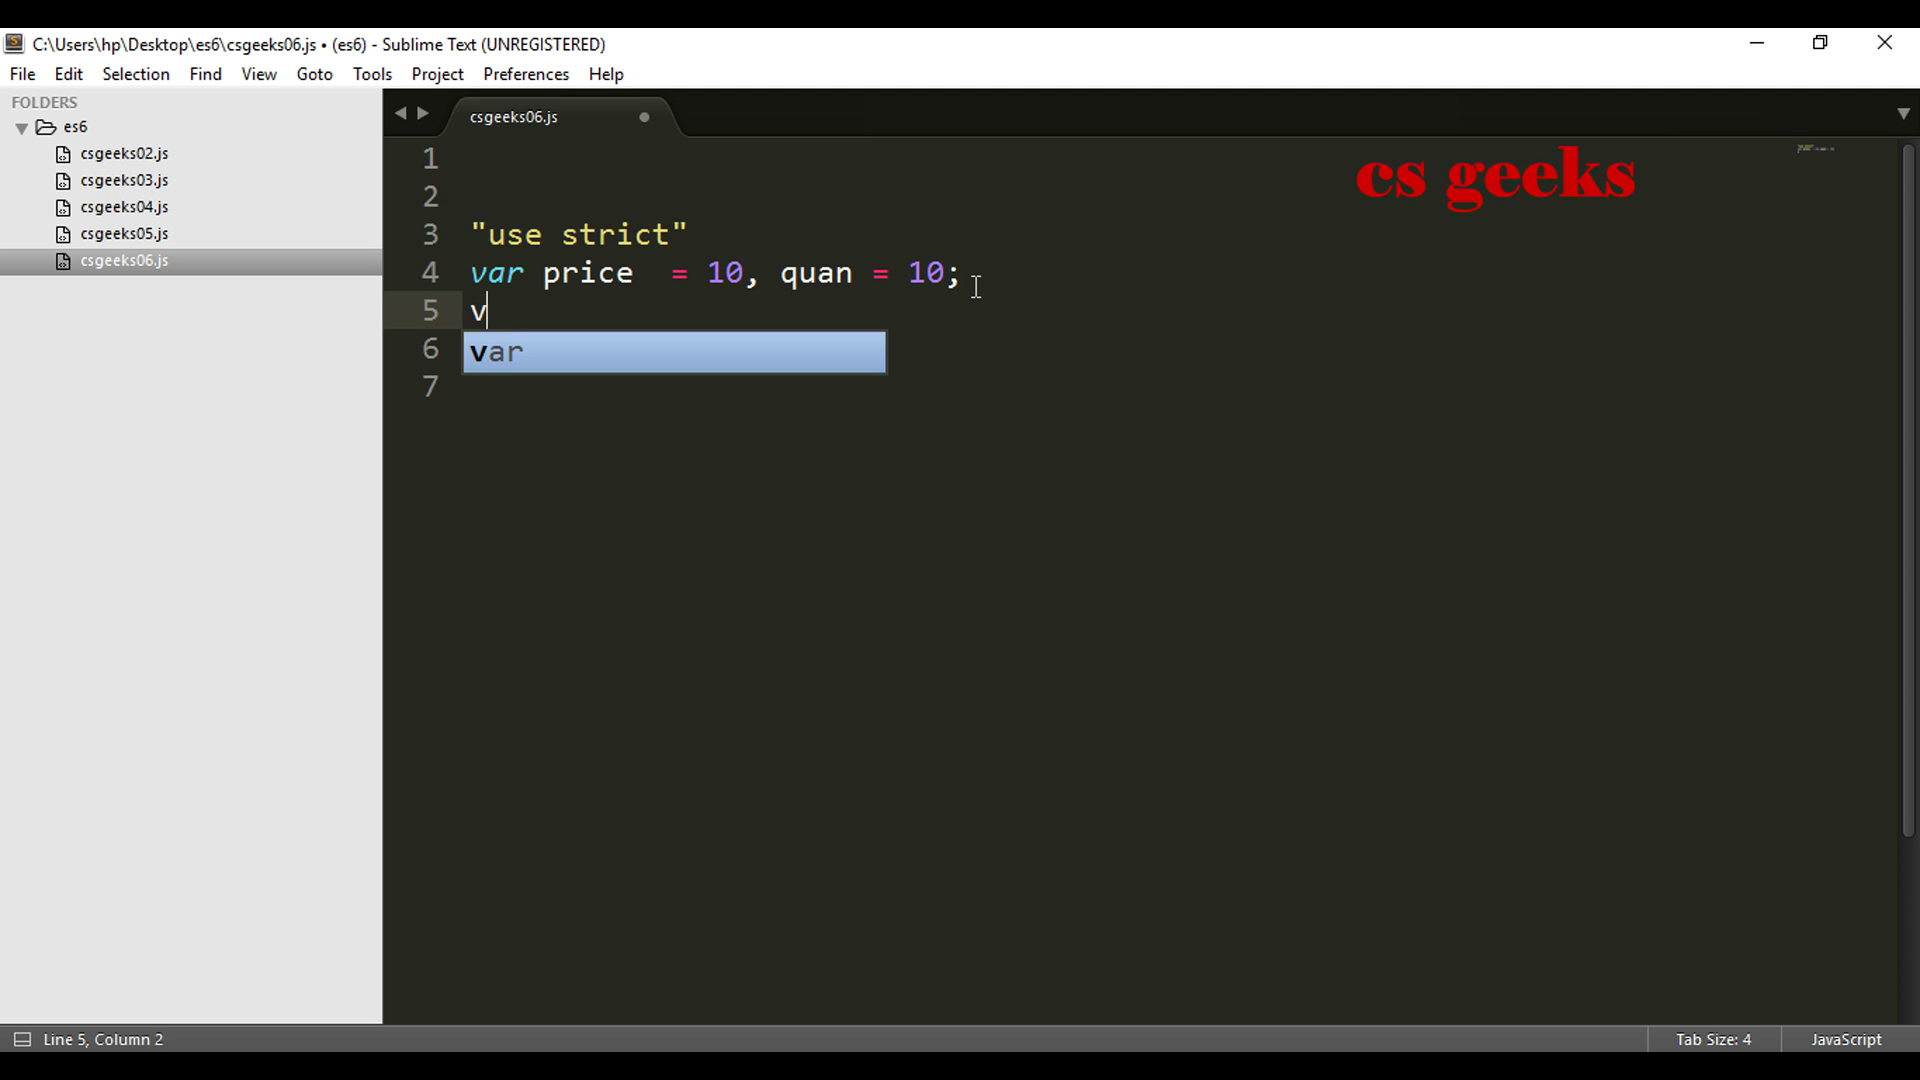 C:\Users\hp\Desktop\es6\csgeeks06.js • (es6) - Sublime Text (UNREGISTERED)
File Edit Selection Find View Goto Tools Project Preferences Help
FOLDERS
es6
csgeeks02.js
csgeeks03.js
csgeeks04.js
csgeeks05.js
csgeeks06.js
csgeeks06.js
cs geeks
1
2
3 "use strict"
4 var price  = 10, quan = 10;
5 v
var
6
7
Line 5, Column 2
Tab Size: 4
JavaScript